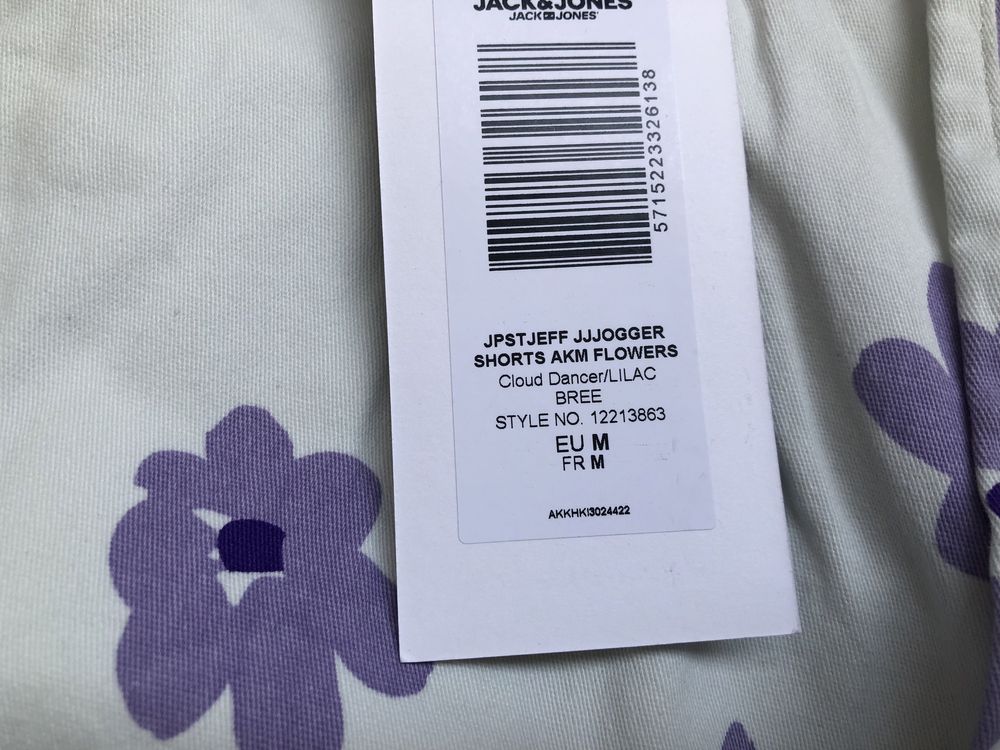 JACK&JONES
JACK JONES
5715223326138
JPSTJEFF JJJOGGER
SHORTS AKM FLOWERS
Cloud Dancer/LILAC
BREE
STYLE NO. 12213863
EU M
FR M
AKKHKI3024422